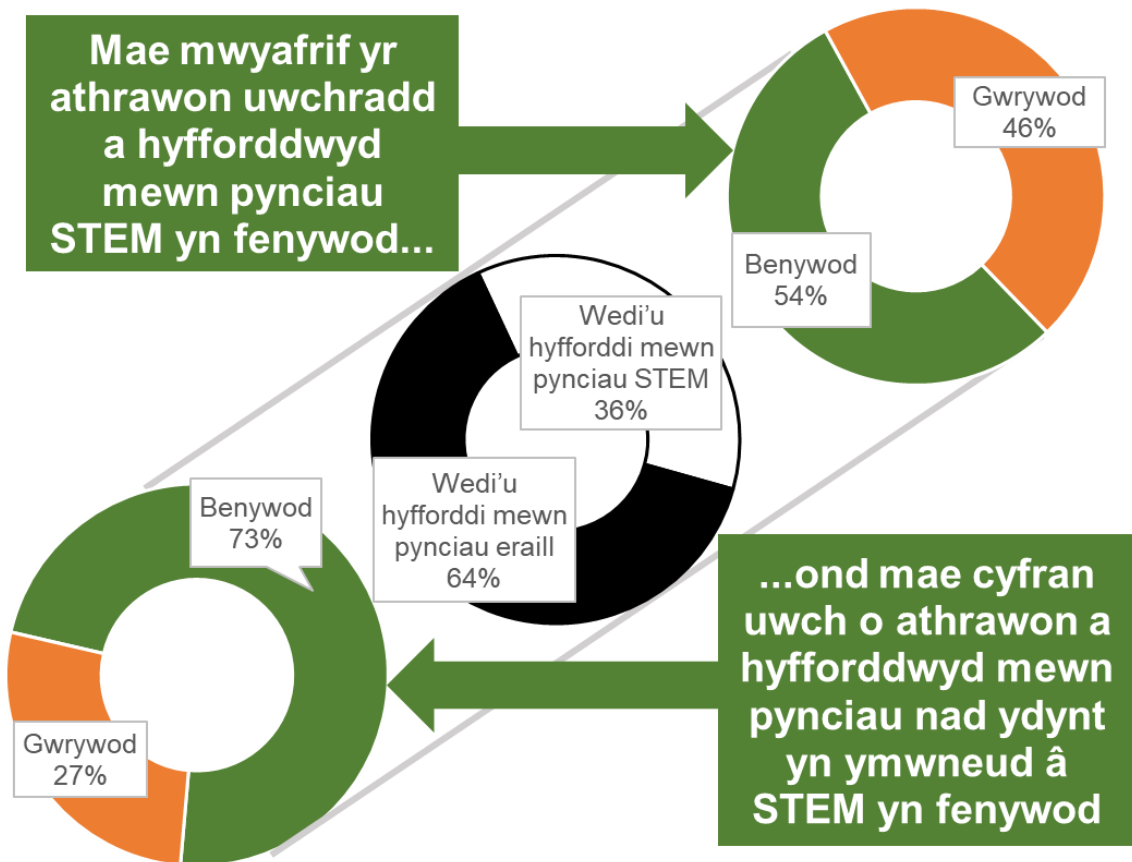 Mae mwyafrif yr
athrawon uwchradd
a hyfforddwyd
mewn pynciau
STEM yn fenywod...
Gwrywod
46%
Benywod
54%
Wedi'u
hyfforddi mewn
pynciau STEM
36%
Wedi'u
hyfforddi mewn
pynciau eraill
64%
Benywod
73%
Gwrywod
27%
...ond mae cyfran
uwch o athrawon a
hyfforddwyd mewn
pynciau nad ydynt
yn ymwneud â
STEM yn fenywod